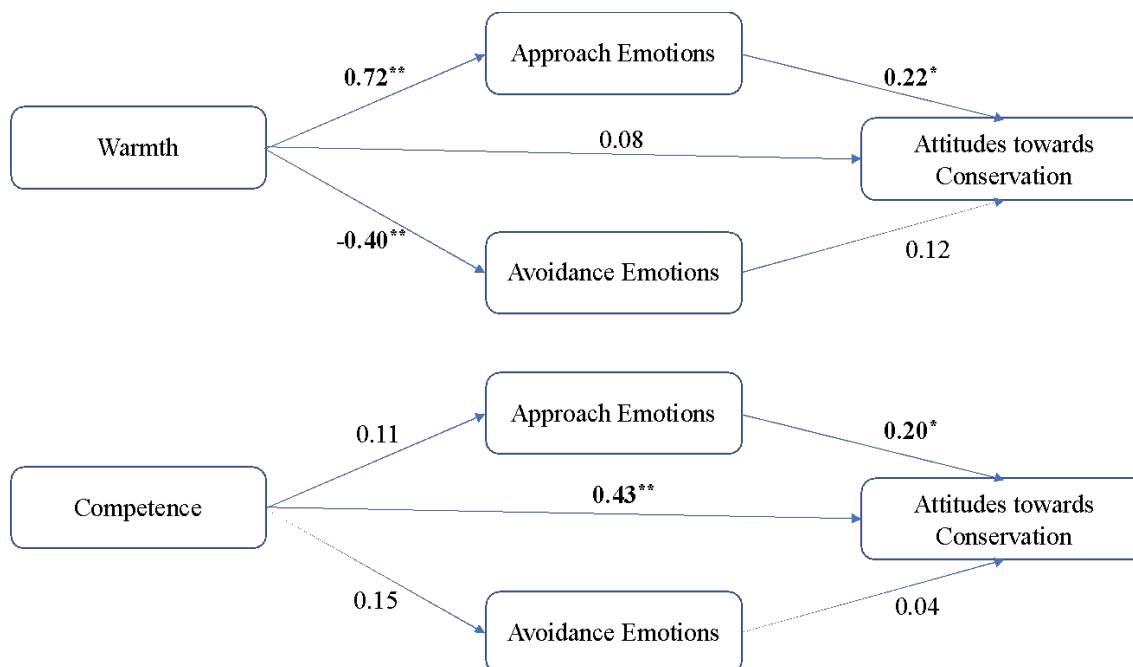 Approach Emotions
0.72**
0.22*
Warmth
0.08
Attitudes towards
Conservation
-0.40**
Avoidance Emotions
0.12
Approach Emotions
0.11
0.20*
Competence
0.43**
Attitudes towards
Conservation
0.15
0.04
Avoidance Emotions